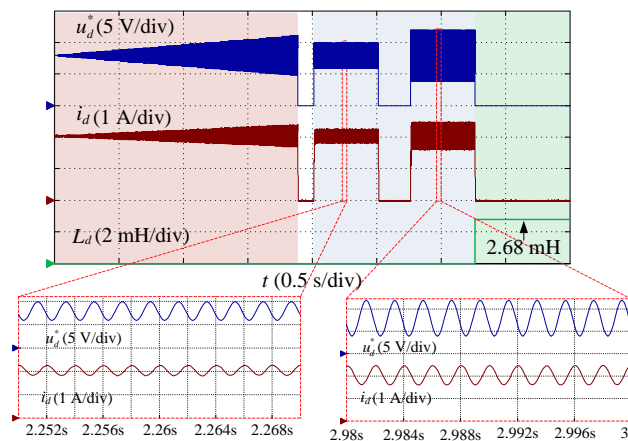 u*d (5 V/div)
id (1 A/div)
Ld (2 mH/div)
2.68 mH
t (0.5 s/div)
u*d (5 V/div)
id (1 A/div)
2.252s 2.256s 2.26s 2.264s 2.268s
u*d (5 V/div)
id (1 A/div)
2.98s 2.984s 2.988s 2.992s 2.996s 3